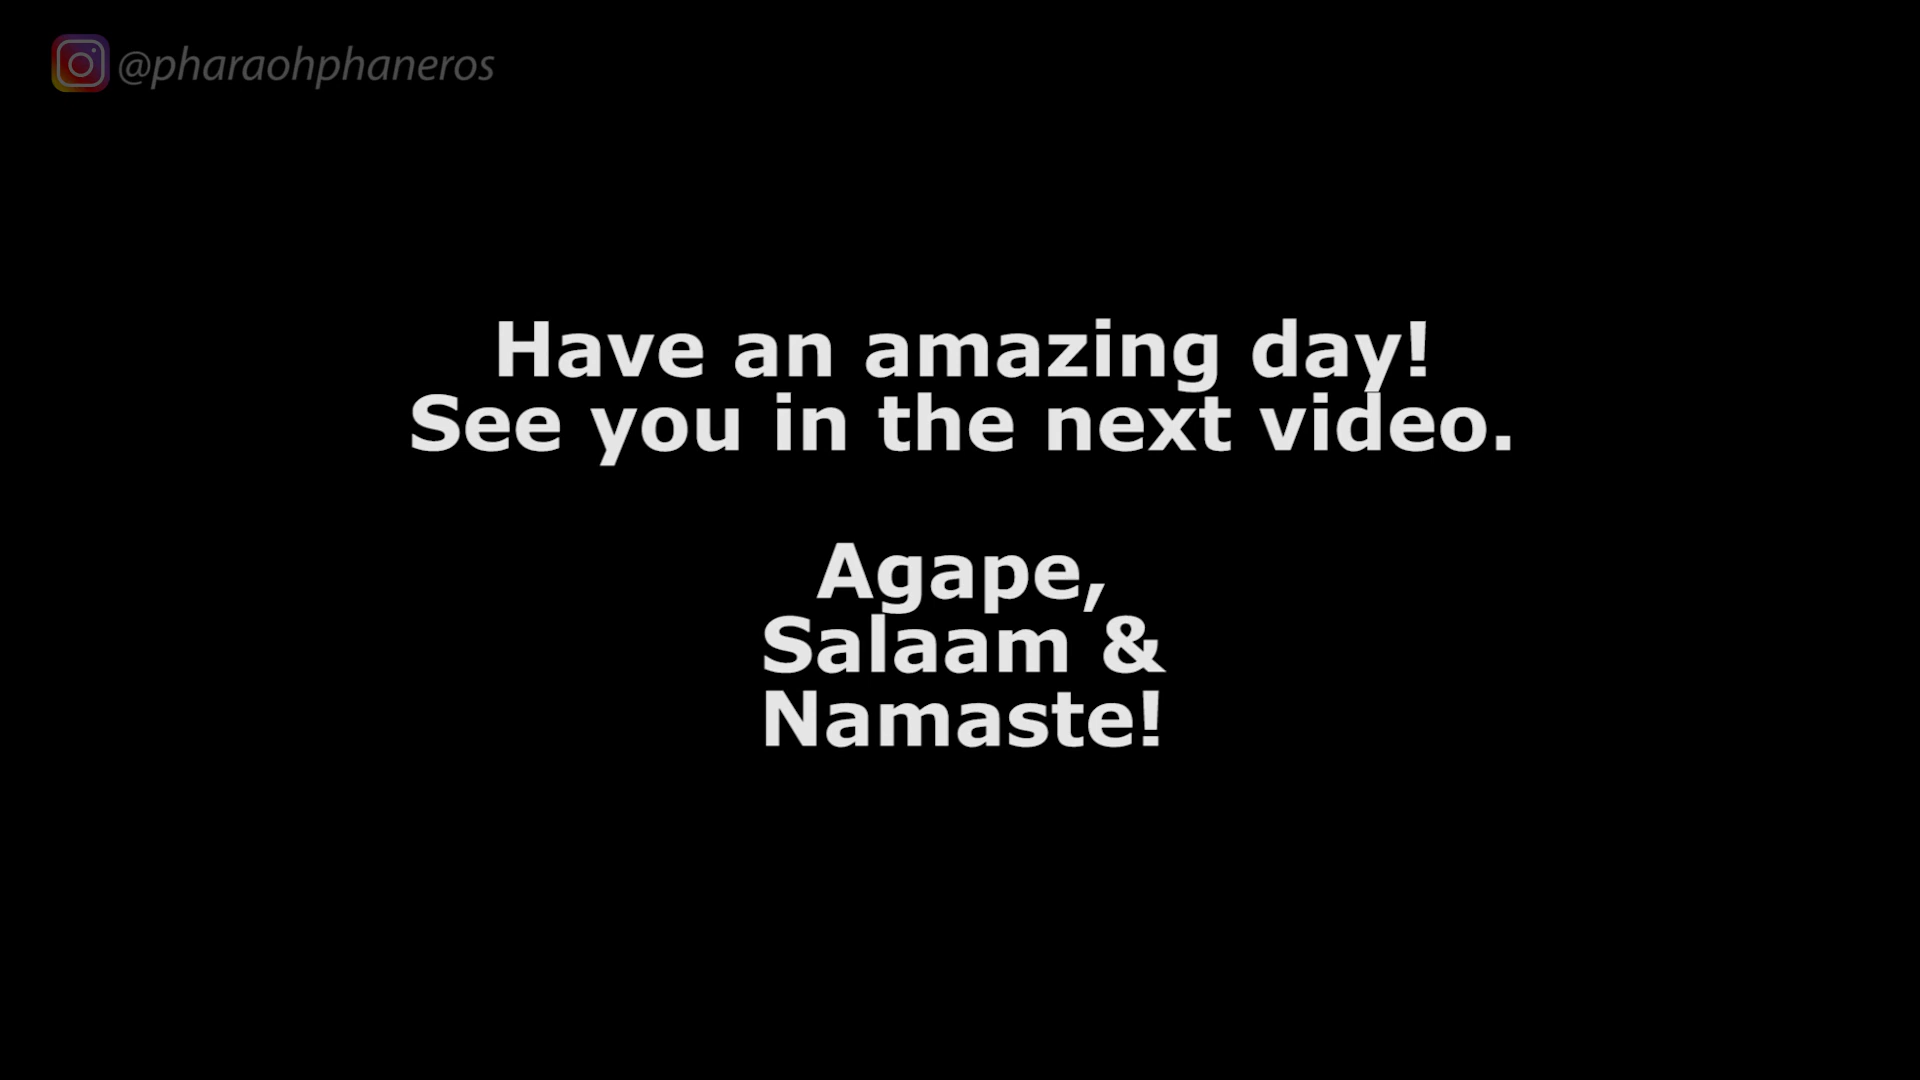 @pharaohphaneros
Have an amazing day!
See you in the next video.
Agape,
Salaam &
Namaste!